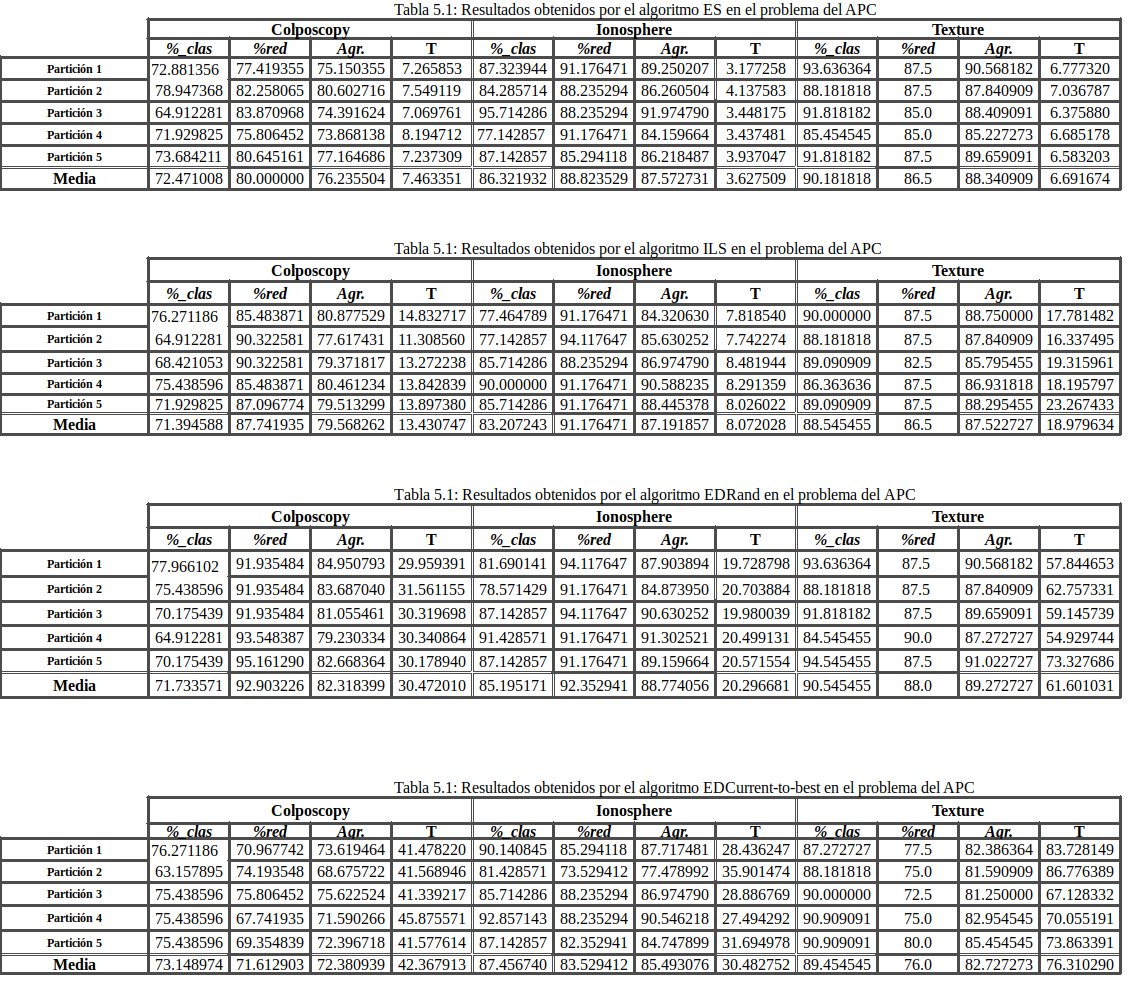 Tabla 5.1: Resultados obtenidos por el algoritmo ES en el problema del APC
Colposcopy Ionosphere Texture
%_clas %red Agr. T %_clas %red Agr. T %_clas %red Agr. T
Partición 1 72.881356 77.419355 75.150355 7.265853 87.323944 91.176471 89.250207 3.177258 93.636364 87.5 90.568182 6.777320
Partición 2 78.947368 82.258065 80.602716 7.549119 84.285714 88.235294 86.260504 4.137583 88.181818 87.5 87.840909 7.036787
Partición 3 64.912281 83.870968 74.391624 7.069761 95.714286 88.235294 91.974790 3.448175 91.818182 85.0 88.409091 6.375880
Partición 4 71.929825 75.806452 73.868138 8.194712 77.142857 91.176471 84.159664 3.437481 85.454545 85.0 85.227273 6.685178
Partición 5 73.684211 80.645161 77.164686 7.237309 87.142857 85.294118 86.218487 3.937047 91.818182 87.5 89.659091 6.583203
Media 72.471008 80.000000 76.235504 7.463351 86.321932 88.823529 87.572731 3.627509 90.181818 86.5 88.340909 6.691674
Tabla 5.1: Resultados obtenidos por el algoritmo ILS en el problema del APC
Colposcopy Ionosphere Texture
%_clas %red Agr. T %_clas %red Agr. T %_clas %red Agr. T
Partición 1 76.271186 85.483871 80.877529 14.832717 77.464789 91.176471 84.320630 7.818540 90.000000 87.5 88.750000 17.781482
Partición 2 64.912281 90.322581 77.617431 11.308560 77.142857 94.117647 85.630252 7.742274 88.181818 87.5 87.840909 16.337495
Partición 3 68.421053 90.322581 79.371817 13.272238 85.714286 88.235294 86.974790 8.481944 89.090909 82.5 85.795455 19.315961
Partición 4 75.438596 85.483871 80.461234 13.842839 90.000000 91.176471 90.588235 8.291359 86.363636 87.5 86.931818 18.195797
Partición 5 71.929825 87.096774 79.513299 13.897380 85.714286 91.176471 88.445378 8.026022 89.090909 87.5 88.295455 23.267433
Media 71.394588 87.741935 79.568262 13.430747 83.207243 91.176471 87.191857 8.072028 88.545455 86.5 87.522727 18.979634
Tabla 5.1: Resultados obtenidos por el algoritmo EDRand en el problema del APC
Colposcopy Ionosphere Texture
%_clas %red Agr. T %_clas %red Agr. T %_clas %red Agr. T
Partición 1 77.966102 91.935484 84.950793 29.959391 81.690141 94.117647 87.903894 19.728798 93.636364 87.5 90.568182 57.844653
Partición 2 75.438596 91.935484 83.687040 31.561155 78.571429 91.176471 84.873950 20.703884 88.181818 87.5 87.840909 62.757331
Partición 3 70.175439 91.935484 81.055461 30.319698 87.142857 94.117647 90.630252 19.980039 91.818182 87.5 89.659091 59.145739
Partición 4 64.912281 93.548387 79.230334 30.340864 91.428571 91.176471 91.302521 20.499131 84.545455 90.0 87.272727 54.929744
Partición 5 70.175439 95.161290 82.668364 30.178940 87.142857 91.176471 89.159664 20.571554 94.545455 87.5 91.022727 73.327686
Media 71.733571 92.903226 82.318399 30.472010 85.195171 92.352941 88.774056 20.296681 90.545455 88.0 89.272727 61.601031
Tabla 5.1: Resultados obtenidos por el algoritmo EDCurrent-to-best en el problema del APC
Colposcopy Ionosphere Texture
%_clas %red Agr. T %_clas %red Agr. T %_clas %red Agr. T
Partición 1 76.271186 70.967742 73.619464 41.478220 90.140845 85.294118 87.717481 28.436247 87.272727 77.5 82.386364 83.728149
Partición 2 63.157895 74.193548 68.675722 41.568946 81.428571 73.529412 77.478992 35.901474 88.181818 75.0 81.590909 86.776389
Partición 3 75.438596 75.806452 75.622524 41.339217 85.714286 88.235294 86.974790 28.886769 90.000000 72.5 81.250000 67.128332
Partición 4 75.438596 67.741935 71.590266 45.875571 92.857143 88.235294 90.546218 27.494292 90.909091 75.0 82.954545 70.055191
Partición 5 75.438596 69.354839 72.396718 41.577614 87.142857 82.352941 84.747899 31.694978 90.909091 80.0 85.454545 73.863391
Media 73.148974 71.612903 72.380939 42.367913 87.456740 83.529412 85.493076 30.482752 89.454545 76.0 82.727273 76.310290